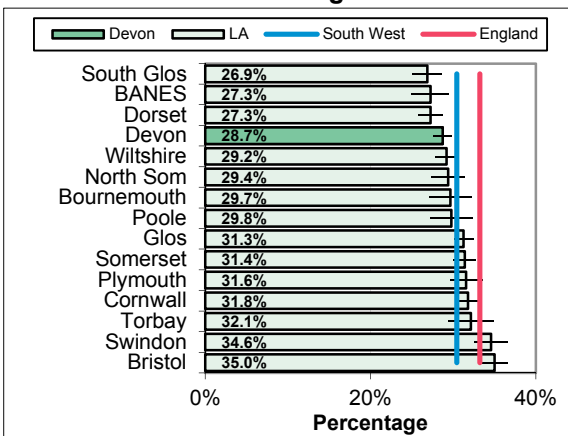 Devon LA South West England
South Glos 26.9%
BANES 27.3%
Dorset 27.3%
Devon 28.7%
Wiltshire 29.2%
North Som 29.4%
Bournemouth 29.7%
Poole 29.8%
Glos 31.3%
Somerset 31.4%
Plymouth 31.6%
Cornwall 31.8%
Torbay 32.1%
Swindon 34.6%
Bristol 35.0%
0% 20% 40%
Percentage